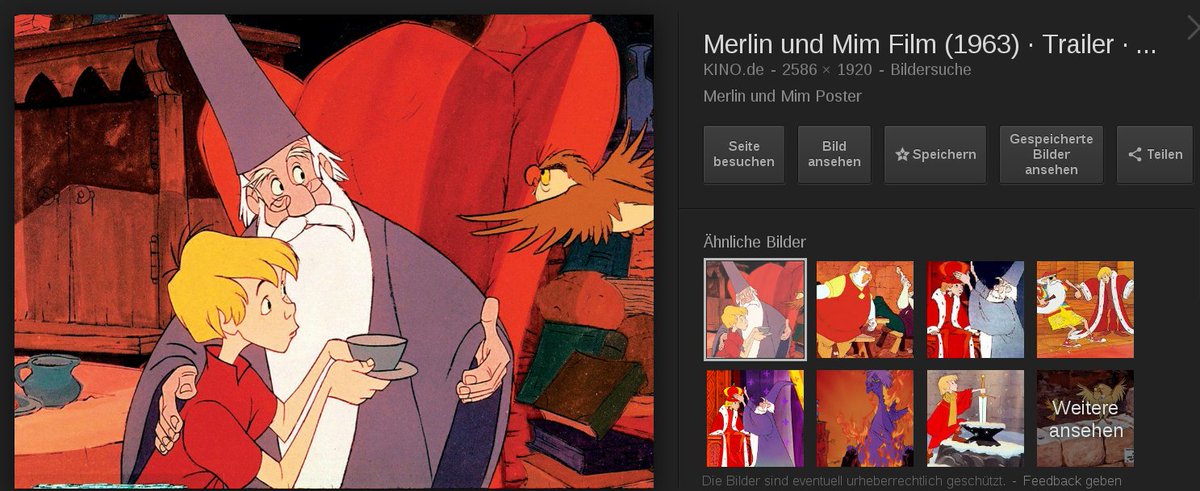 Merlin und Mim Film (1963) · Trailer · ...
KINO.de - 2586 × 1920 - Bildersuche
Merlin und Mim Poster
Seite
besuchen
Bild
ansehen
Speichern
Gespeicherte
Bilder
ansehen
Teilen
Ähnliche Bilder
Weitere
ansehen
Die Bilder sind eventuell urheberrechtlich geschützt. - Feedback geben